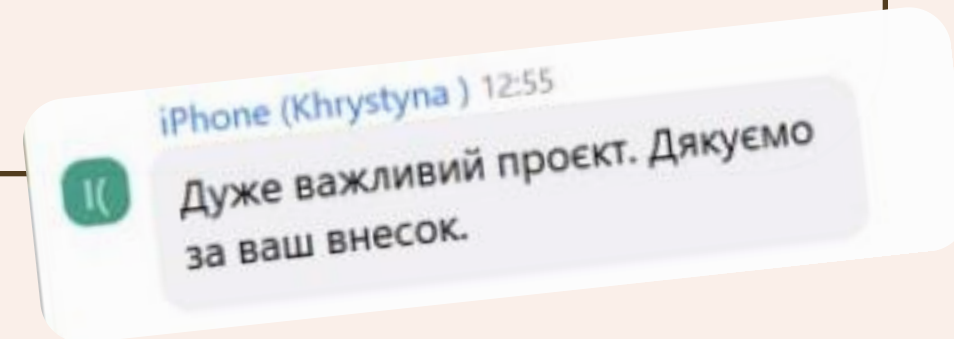 iPhone (Khrystyna ) 12:55
I(
Дуже важливий проєкт. Дякуємо
за ваш внесок.